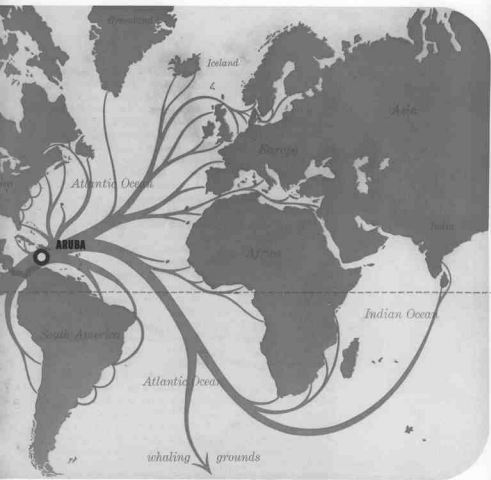 Greenland
Iceland
Asia
Europe
Atlantic Ocean
India
ARUBA
Africa
Indian Ocean
South America
Atlantic Ocean
whaling grounds